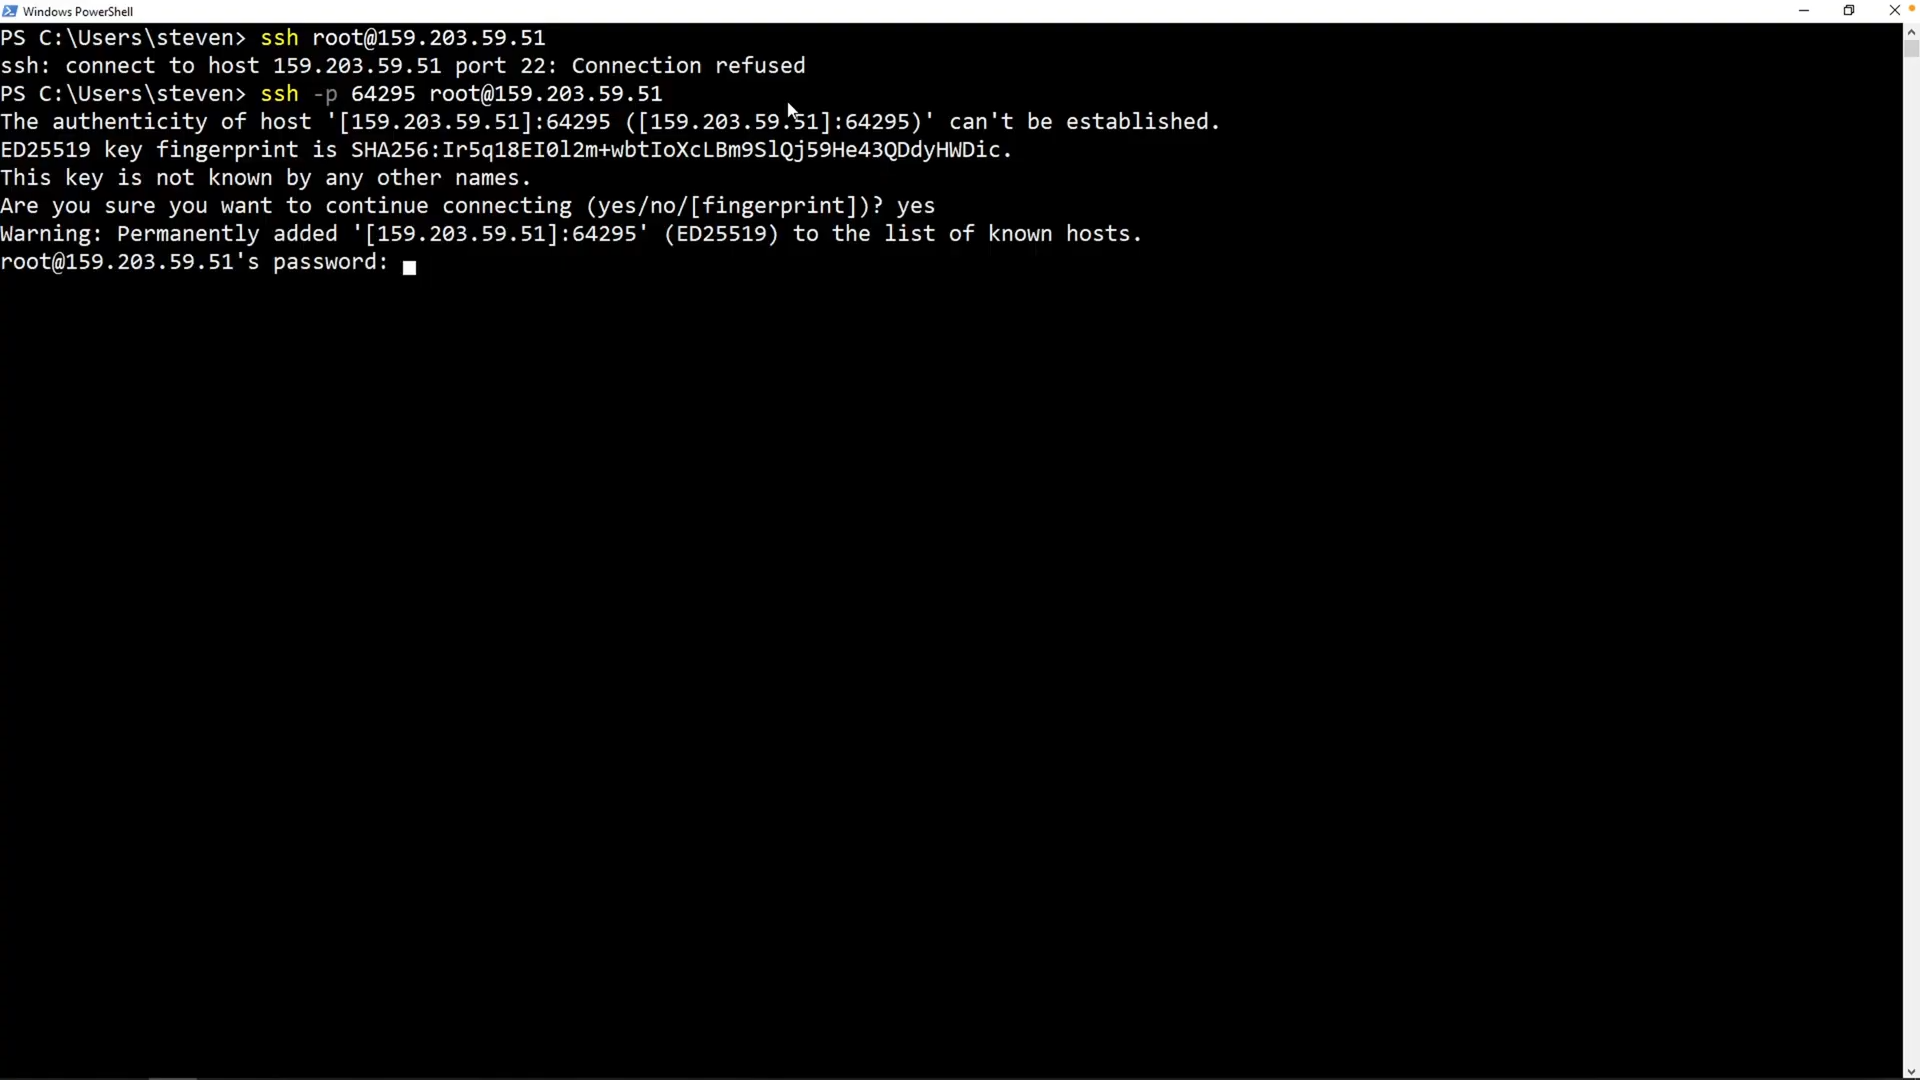 Windows PowerShell
PS C:\Users\steven> ssh root@159.203.59.51
ssh: connect to host 159.203.59.51 port 22: Connection refused
PS C:\Users\steven> ssh -p 64295 root@159.203.59.51
The authenticity of host '[159.203.59.51]:64295 ([159.203.59.51]:64295)' can't be established.
ED25519 key fingerprint is SHA256:Ir5q18EI0l2m+wbtIoXcLBm9SlQj59He43QDdyHWDic.
This key is not known by any other names.
Are you sure you want to continue connecting (yes/no/[fingerprint])? yes
Warning: Permanently added '[159.203.59.51]:64295' (ED25519) to the list of known hosts.
root@159.203.59.51's password: